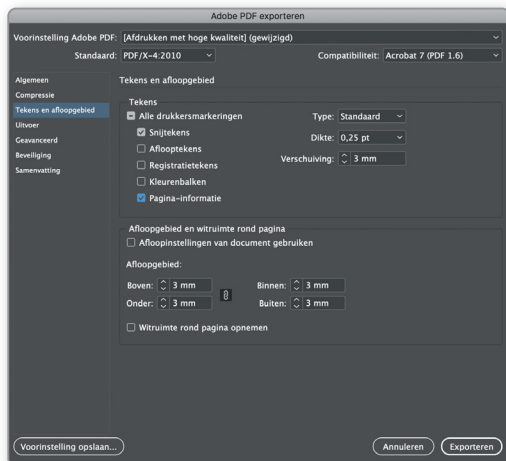 Adobe PDF exporteren
Voorinstelling Adobe PDF: [Afdrukken met hoge kwaliteit] (gewijzigd)
Standaard: PDF/X-4:2010 Compatibiliteit: Acrobat 7 (PDF 1.6)
Algemeen
Compressie
Tekens en afloopgebied
Uitvoer
Geavanceerd
Beveiliging
Samenvatting
Tekens en afloopgebied
Tekens
Alle drukkersmarkeringen Type: Standaard
Snijtekens Dikte: 0,25 pt
Aflooptekens Verschuiving: 3 mm
Registratietekens
Kleurenbalken
Pagina-informatie
Afloopgebied en witruimte rond pagina
Afloopinstellingen van document gebruiken
Afloopgebied:
Boven: 3 mm Binnen: 3 mm
Onder: 3 mm Buiten: 3 mm
Witruimte rond pagina opnemen
Voorinstelling opslaan... Annuleren Exporteren